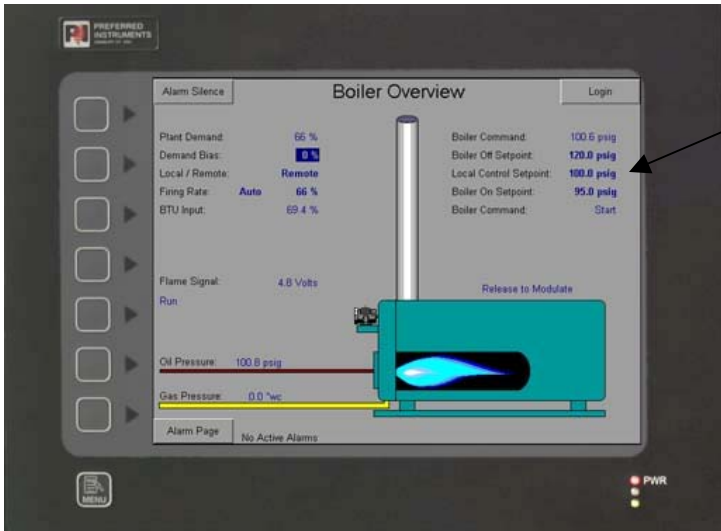 PREFERRED
INSTRUMENTS
Alarm Silence
Boiler Overview
Login
Plant Demand: 66 %
Demand Bias: 0 %
Local / Remote: Remote
Firing Rate: Auto 66 %
BTU Input: 69.4 %
Boiler Command: 100.6 psig
Boiler Off Setpoint: 120.0 psig
Local Control Setpoint: 100.0 psig
Boiler On Setpoint: 95.0 psig
Boiler Command: Start
Flame Signal: 4.8 Volts
Run
Release to Modulate
Oil Pressure: 100.8 psig
Gas Pressure: 0.0 "wc
Alarm Page
No Active Alarms
MENU
PWR